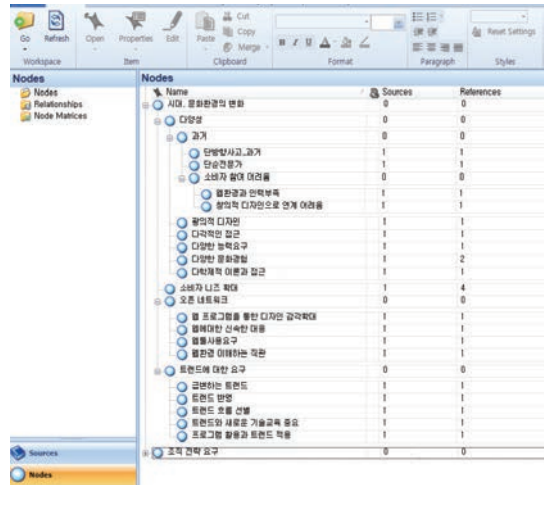 Go
Refresh
Open
Properties
Edit
Paste
Cut
Copy
Merge
Reset Settings
Workspace
Item
Clipboard
Format
Paragraph
Styles
Nodes
Nodes
Relationships
Node Matrices
Nodes
Name Sources References
시대, 문화환경의 변화 0 0
다양성 0 0
과거 0 0
단방향사고_과거 1 1
단순전문가 1 1
소비자 참여 어려움 0 0
웹환경과 인력부족 1 1
창의적 디자인으로 연계 어려움 1 1
광의적 디자인 1 1
다각적인 접근 1 1
다양한 능력요구 1 1
다양한 문화경험 1 2
다학제적 이론과 접근 1 1
소비자 니즈 확대 1 4
오픈 네트워크 0 0
웹 프로그램을 통한 디자인 감각확대 1 1
웹에대한 신속한 대응 1 1
웹툴사용요구 1 1
웹환경 이해하는 직관 1 1
트렌드에 대한 요구 0 0
급변하는 트렌드 1 1
트렌드 반영 1 1
트렌드 흐름 선별 1 1
트렌드와 새로운 기술교육 중요 1 1
프로그램 활용과 트렌드 적용 1 1
조직 전략 요구 0 0
Sources
Nodes